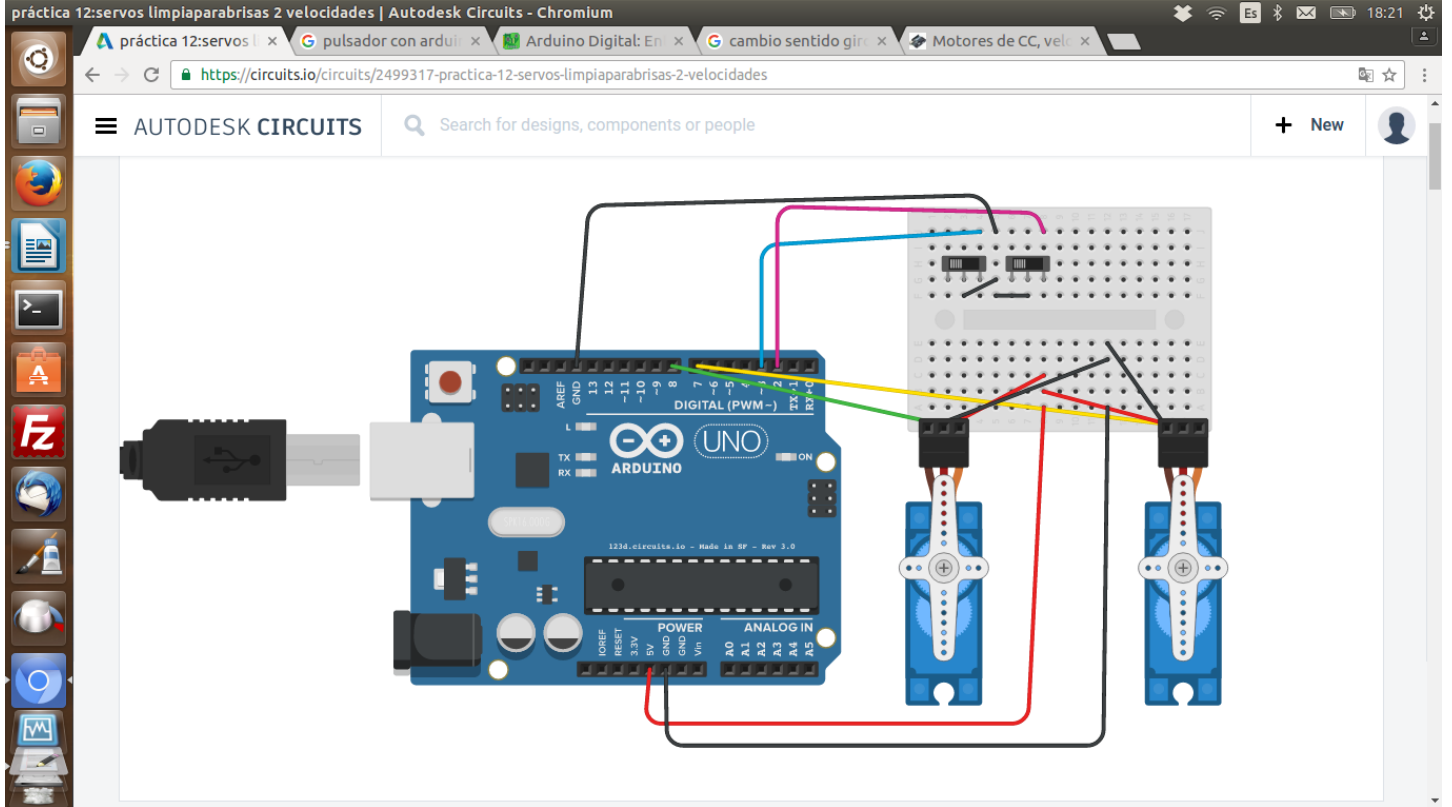 práctica 12:servos limpiaparabrisas 2 velocidades | Autodesk Circuits - Chromium
Es
18:21
práctica 12:servos l
pulsador con ardui
Arduino Digital: En
cambio sentido giro
Motores de CC, velo
https://circuits.io/circuits/2499317-practica-12-servos-limpiaparabrisas-2-velocidades
AUTODESK CIRCUITS
Search for designs, components or people
+ New
AREF
GND
13
12
~11
~10
~9
8
7
~6
~5
4
~3
2
TX→1
RX←0
DIGITAL (PWM~)
L
TX
RX
ARDUINO
UNO
ON
123d.circuits.io - Made in SF - Rev 3.0
POWER
ANALOG IN
IOREF
RESET
3.3V
5V
GND
GND
Vin
A0
A1
A2
A3
A4
A5